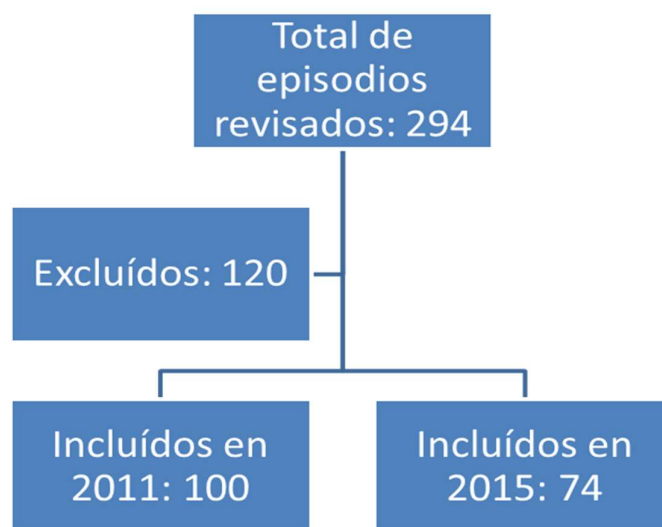 Total de
episodios
revisados: 294
Excluídos: 120
Incluídos en
2011: 100
Incluídos en
2015: 74